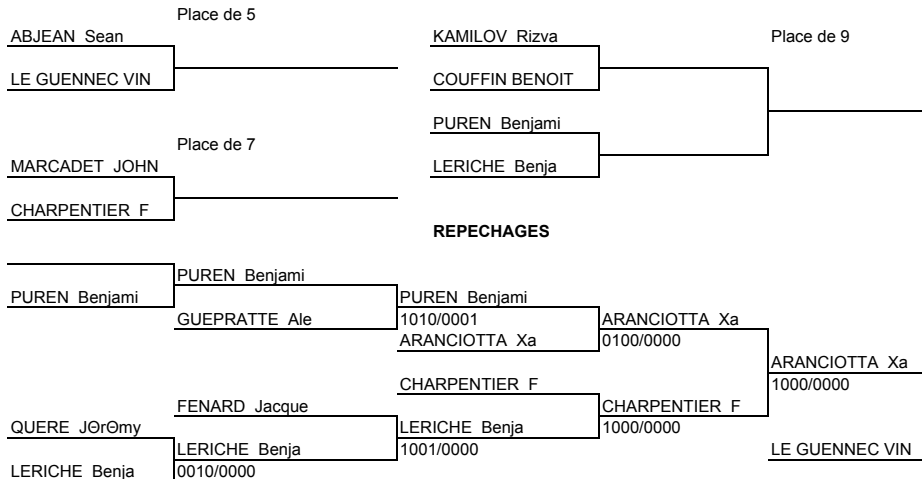 Place de 5
ABJEAN Sean
KAMILOV Rizva
Place de 9
LE GUENNEC VIN
COUFFIN BENOIT
PUREN Benjami
Place de 7
MARCADET JOHN
LERICHE Benja
CHARPENTIER F
REPECHAGES
PUREN Benjami
PUREN Benjami
PUREN Benjami
GUEPRATTE Ale
1010/0001
ARANCIOTTA Xa
ARANCIOTTA Xa
0100/0000
ARANCIOTTA Xa
CHARPENTIER F
1000/0000
FENARD Jacque
CHARPENTIER F
QUERE JΘrΘmy
LERICHE Benja
1000/0000
LERICHE Benja
1001/0000
LE GUENNEC VIN
LERICHE Benja
0010/0000